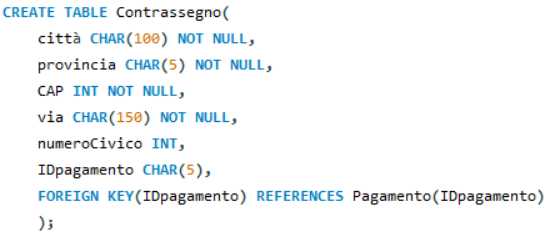 CREATE TABLE Contrassegno(
città CHAR(100) NOT NULL,
provincia CHAR(5) NOT NULL,
CAP INT NOT NULL,
via CHAR(150) NOT NULL,
numeroCivico INT,
IDpagamento CHAR(5),
FOREIGN KEY(IDpagamento) REFERENCES Pagamento(IDpagamento)
);